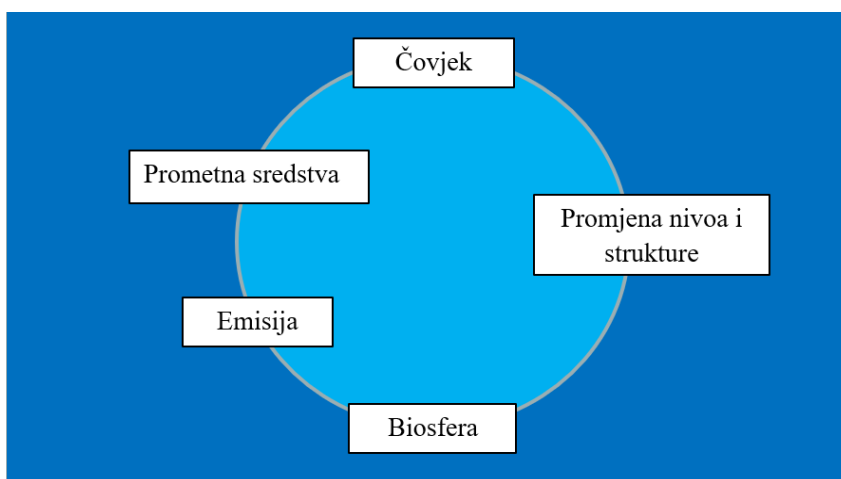 Čovjek
Prometna sredstva
Promjena nivoa i
strukture
Emisija
Biosfera